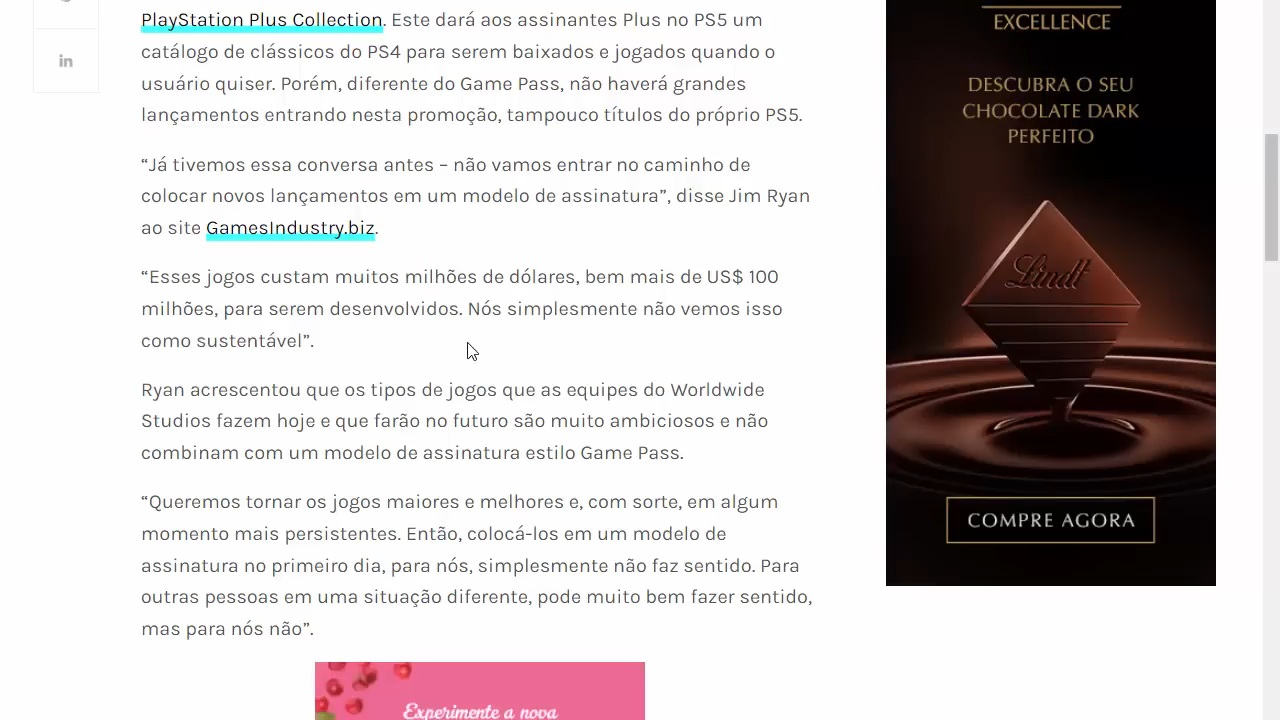 PlayStation Plus Collection. Este dará aos assinantes Plus no PS5 um
catálogo de clássicos do PS4 para serem baixados e jogados quando o
usuário quiser. Porém, diferente do Game Pass, não haverá grandes
lançamentos entrando nesta promoção, tampouco títulos do próprio PS5.
“Já tivemos essa conversa antes – não vamos entrar no caminho de
colocar novos lançamentos em um modelo de assinatura”, disse Jim Ryan
ao site GamesIndustry.biz.
“Esses jogos custam muitos milhões de dólares, bem mais de US$ 100
milhões, para serem desenvolvidos. Nós simplesmente não vemos isso
como sustentável”.
Ryan acrescentou que os tipos de jogos que as equipes do Worldwide
Studios fazem hoje e que farão no futuro são muito ambiciosos e não
combinam com um modelo de assinatura estilo Game Pass.
“Queremos tornar os jogos maiores e melhores e, com sorte, em algum
momento mais persistentes. Então, colocá-los em um modelo de
assinatura no primeiro dia, para nós, simplesmente não faz sentido. Para
outras pessoas em uma situação diferente, pode muito bem fazer sentido,
mas para nós não”.
Experimente a nova
in
EXCELLENCE
DESCUBRA O SEU
CHOCOLATE DARK
PERFEITO
Lindt
COMPRE AGORA